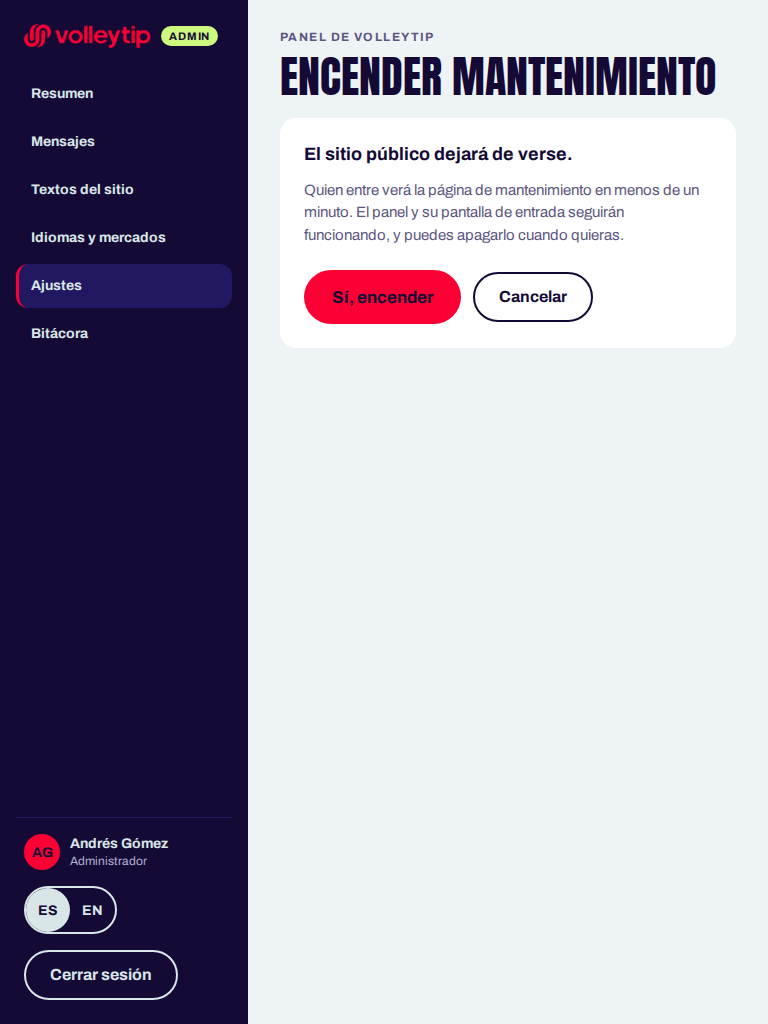 volleytip ADMIN
Resumen
Mensajes
Textos del sitio
Idiomas y mercados
Ajustes
Bitácora
AG
Andrés Gómez
Administrador
ES EN
Cerrar sesión
PANEL DE VOLLEYTIP
ENCENDER MANTENIMIENTO
El sitio público dejará de verse.
Quien entre verá la página de mantenimiento en menos de un
minuto. El panel y su pantalla de entrada seguirán
funcionando, y puedes apagarlo cuando quieras.
Sí, encender
Cancelar